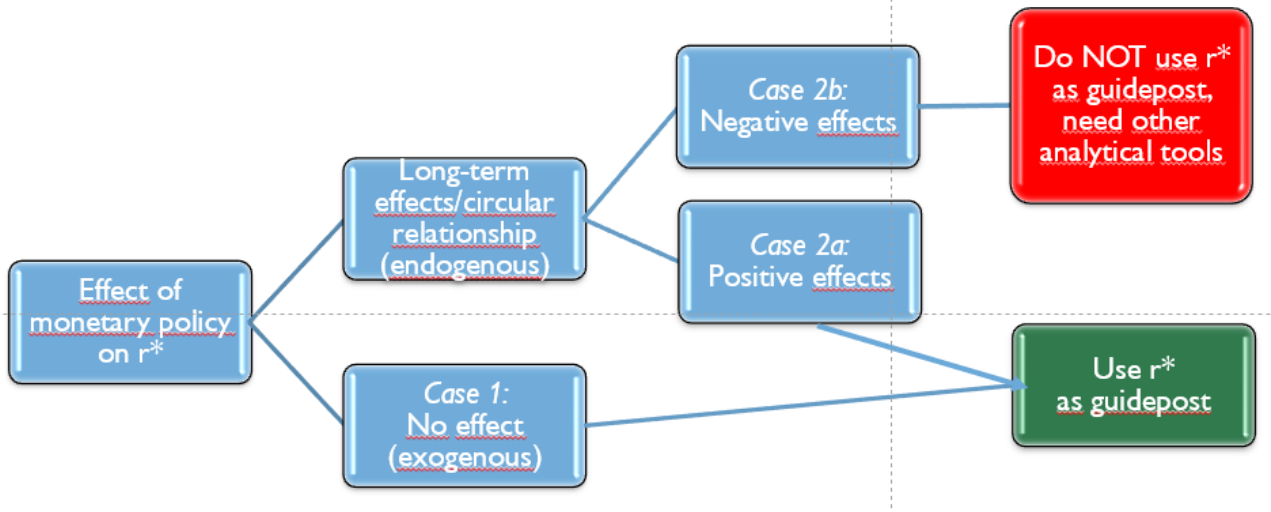 Effect of
monetary policy
on r*
Long-term
effects/circular
relationship
(endogenous)
Case 1:
No effect
(exogenous)
Case 2b:
Negative effects
Case 2a:
Positive effects
Do NOT use r*
as guidepost,
need other
analytical tools
Use r*
as guidepost